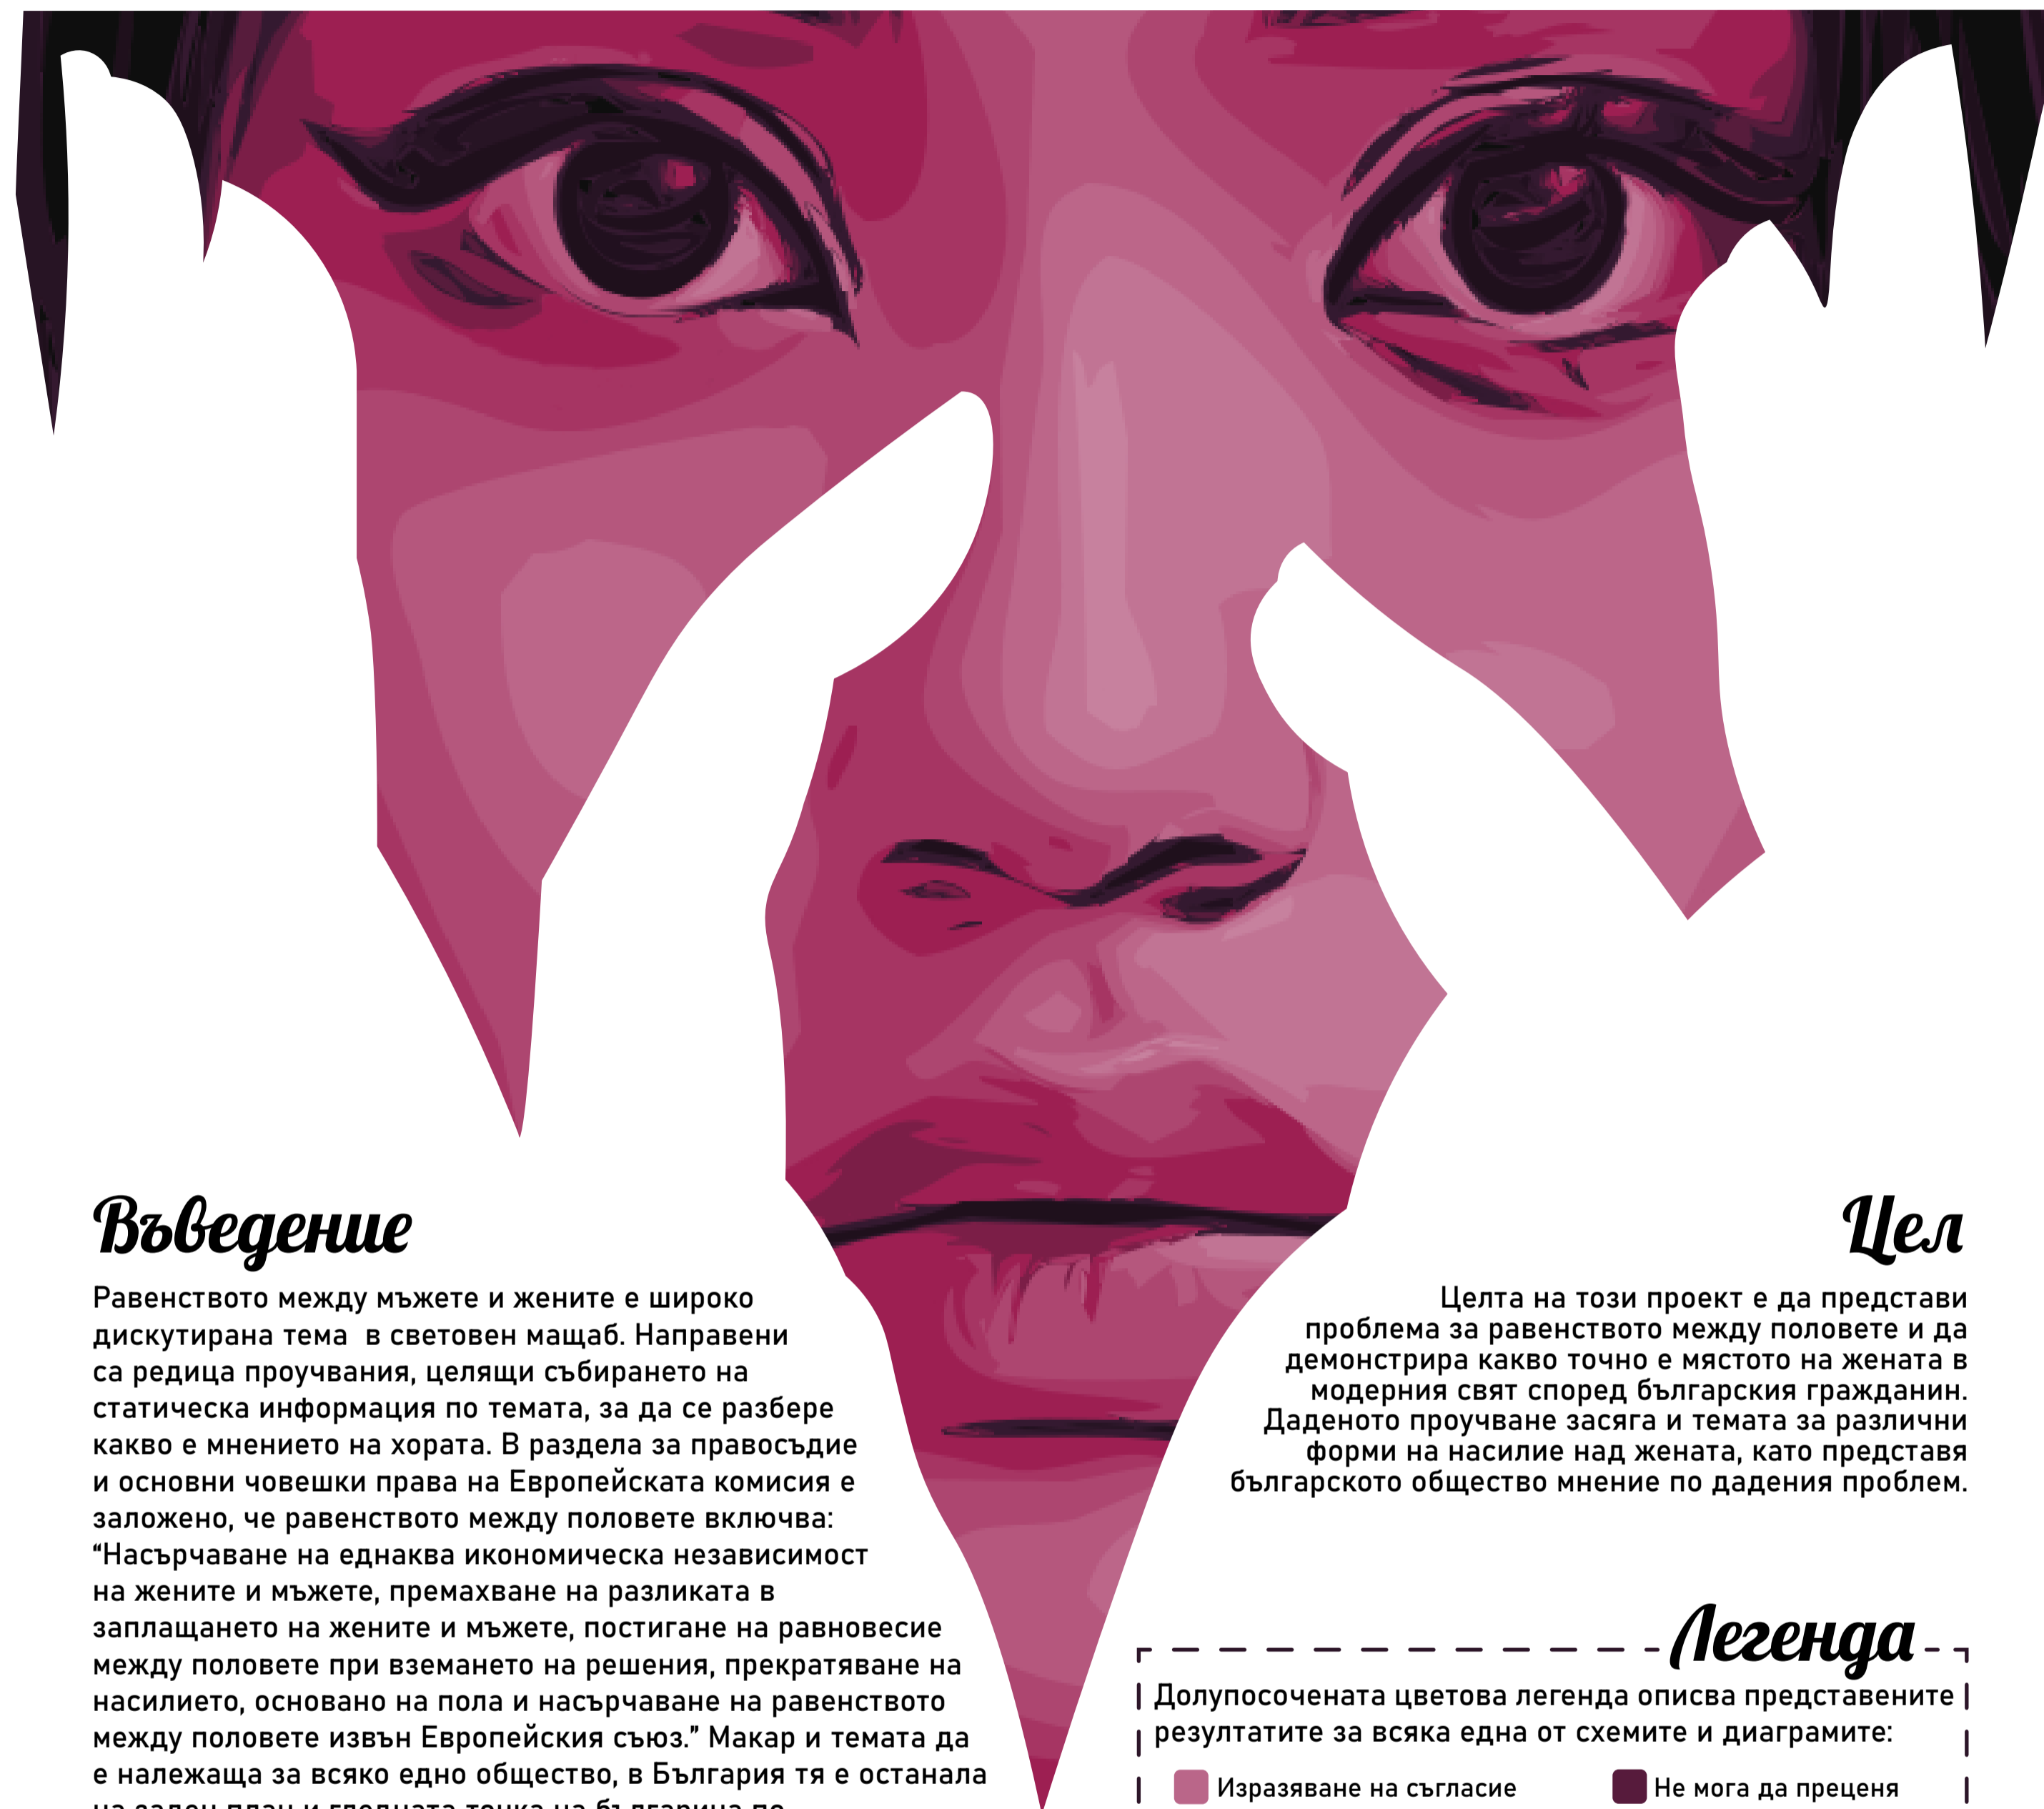 Въведение
Равенството между мъжете и жените е широко
дискутирана тема в световен мащаб. Направени
са редица проучвания, целящи събирането на
статическа информация по темата, за да се разбере
какво е мнението на хората. В раздела за правосъдие
и основни човешки права на Европейската комисия е
заложено, че равенството между половете включва:
“Насърчаване на еднаква икономическа независимост
на жените и мъжете, премахване на разликата в
заплащането на жените и мъжете, постигане на равновесие
между половете при вземането на решения, прекратяване на
насилието, основано на пола и насърчаване на равенството
между половете извън Европейския съюз.” Макар и темата да
е належаща за всяко едно общество, в България тя е останала
Цел
Целта на този проект е да представи
проблема за равенството между половете и да
демонстрира какво точно е мястото на жената в
модерния свят според българския гражданин.
Даденото проучване засяга и темата за различни
форми на насилие над жената, като представя
българското общество мнение по дадения проблем.
Легенда
Долупосочената цветова легенда описва представените
резултатите за всяка една от схемите и диаграмите:
Изразяване на съгласие
Не мога да преценя